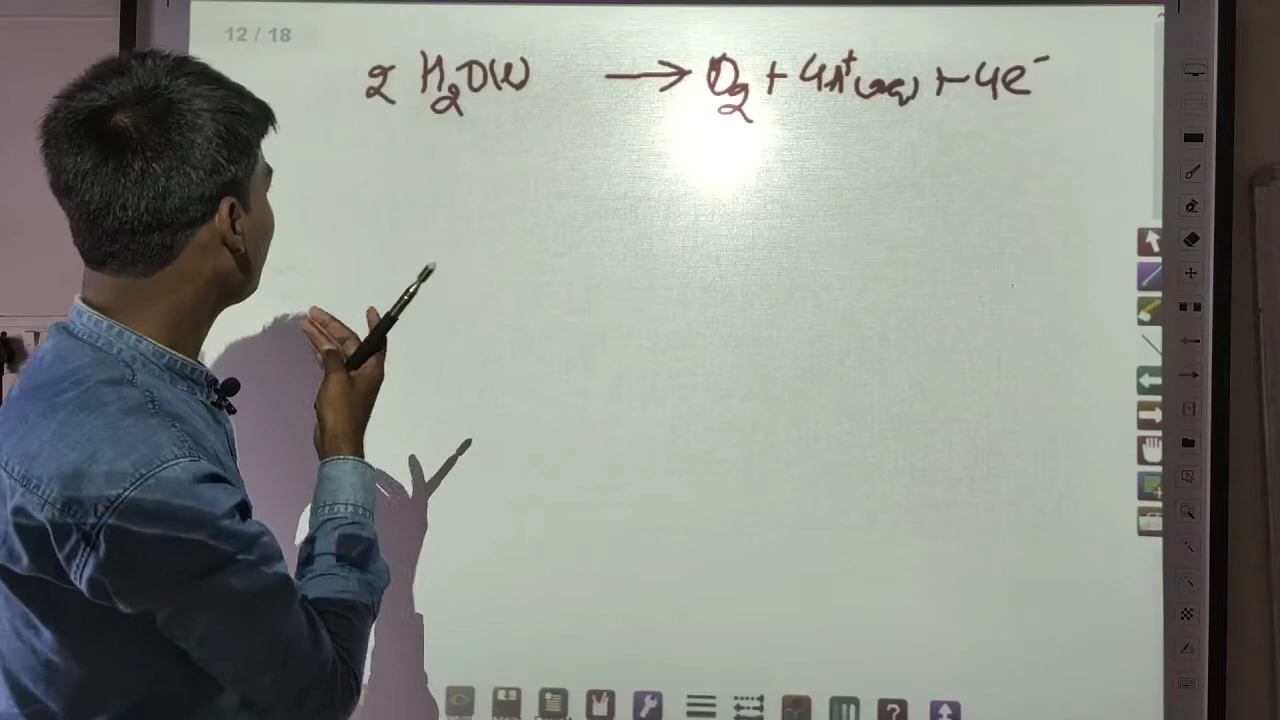 12 / 18
2 H₂O(l) ⟶ O₂ + 4H⁺(aq) + 4e⁻